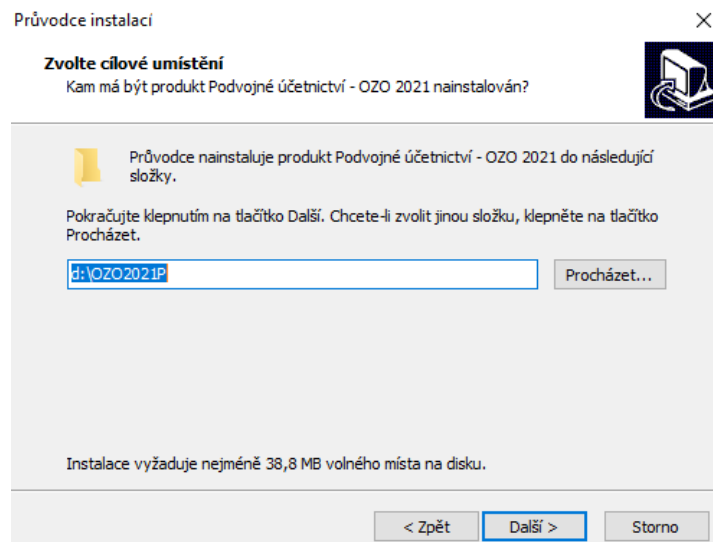 Průvodce instalací
Zvolte cílové umístění
Kam má být produkt Podvojné účetnictví - OZO 2021 nainstalován?
Průvodce nainstaluje produkt Podvojné účetnictví - OZO 2021 do následující
složky.
Pokračujte klepnutím na tlačítko Další. Chcete-li zvolit jinou složku, klepněte na tlačítko
Procházet.
d:\OZO2021P
Procházet...
Instalace vyžaduje nejméně 38,8 MB volného místa na disku.
< Zpět
Další >
Storno